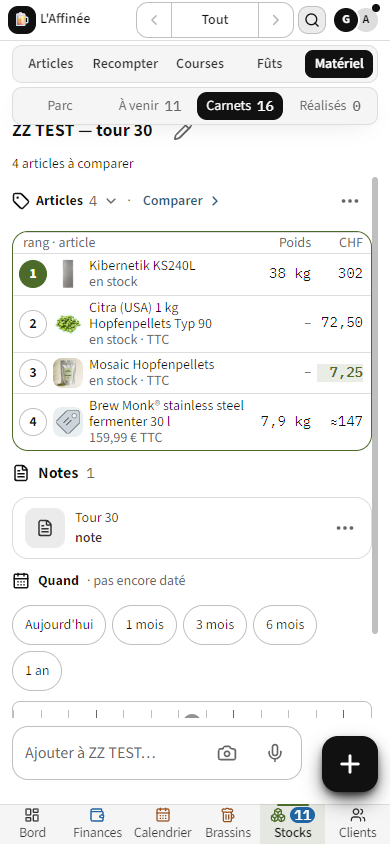 L'Affinée
Tout
G
A
Articles Recompter Courses Fûts Matériel
Parc À venir 11 Carnets 16 Réalisés 0
ZZ TEST — tour 30
4 articles à comparer
Articles 4 · Comparer
rang · article Poids CHF
1 Kibernetik KS240L 38 kg 302
en stock
2 Citra (USA) 1 kg
Hopfenpellets Typ 90 – 72,50
en stock · TTC
3 Mosaic Hopfenpellets – 7,25
en stock · TTC
4 Brew Monk® stainless steel
fermenter 30 l 7,9 kg ≈147
159,99 € TTC
Notes 1
Tour 30
note
Quand · pas encore daté
Aujourd'hui 1 mois 3 mois 6 mois
1 an
Ajouter à ZZ TEST…
11
Bord Finances Calendrier Brassins Stocks Clients